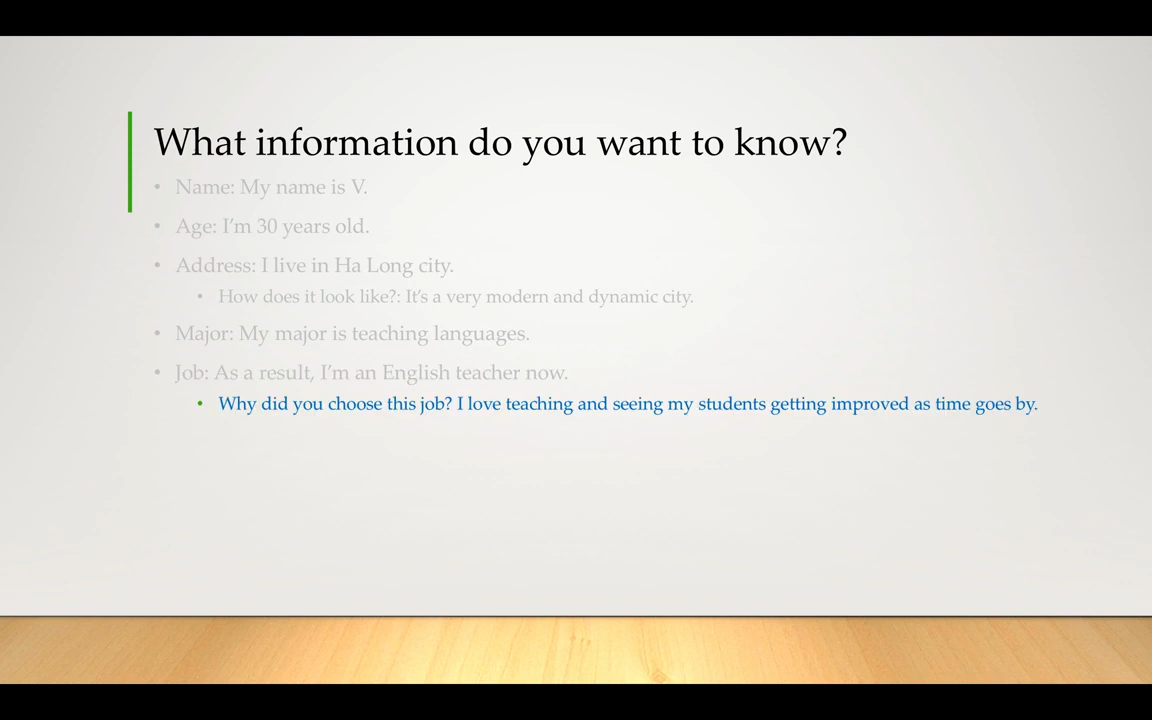 What information do you want to know?
• Name: My name is V.
• Age: I'm 30 years old.
• Address: I live in Ha Long city.
• How does it look like?: It's a very modern and dynamic city.
• Major: My major is teaching languages.
• Job: As a result, I'm an English teacher now.
• Why did you choose this job? I love teaching and seeing my students getting improved as time goes by.